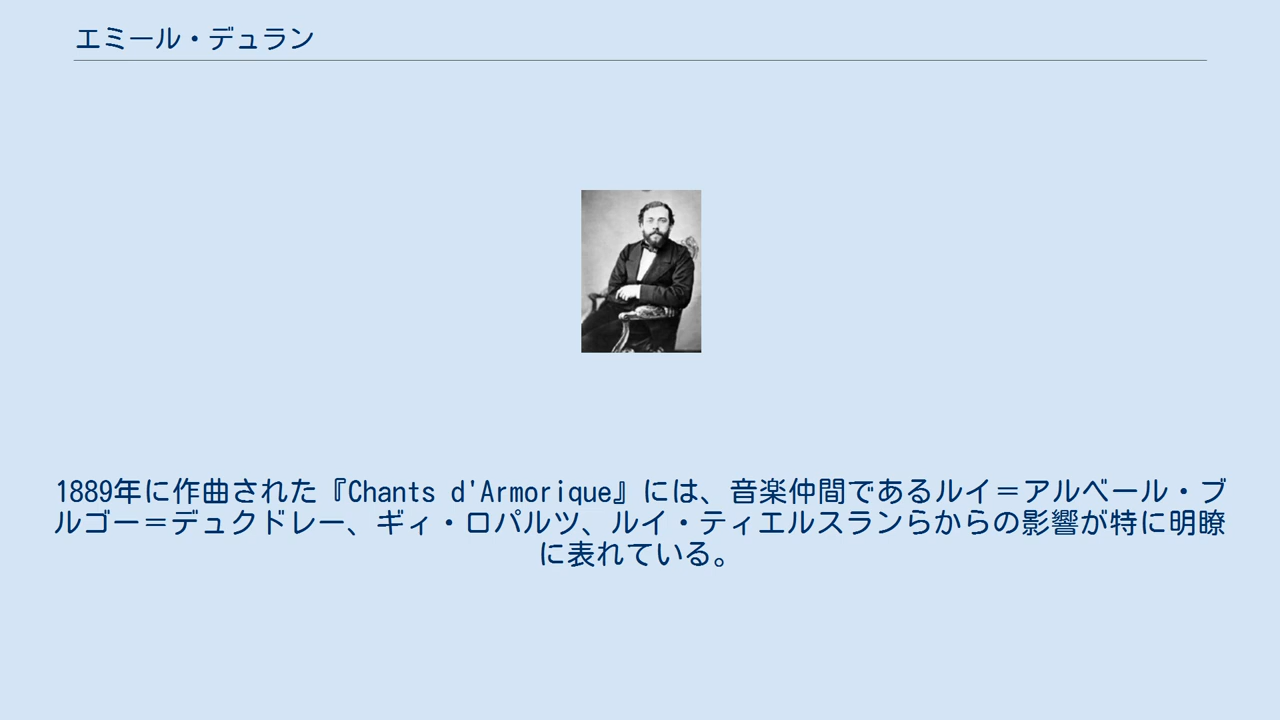 エミール・デュラン
1889年に作曲された『Chants d'Armorique』には、音楽仲間であるルイ＝アルベール・ブ
ルゴー＝デュクドレー、ギィ・ロパルツ、ルイ・ティエルスランらからの影響が特に明瞭
に表れている。